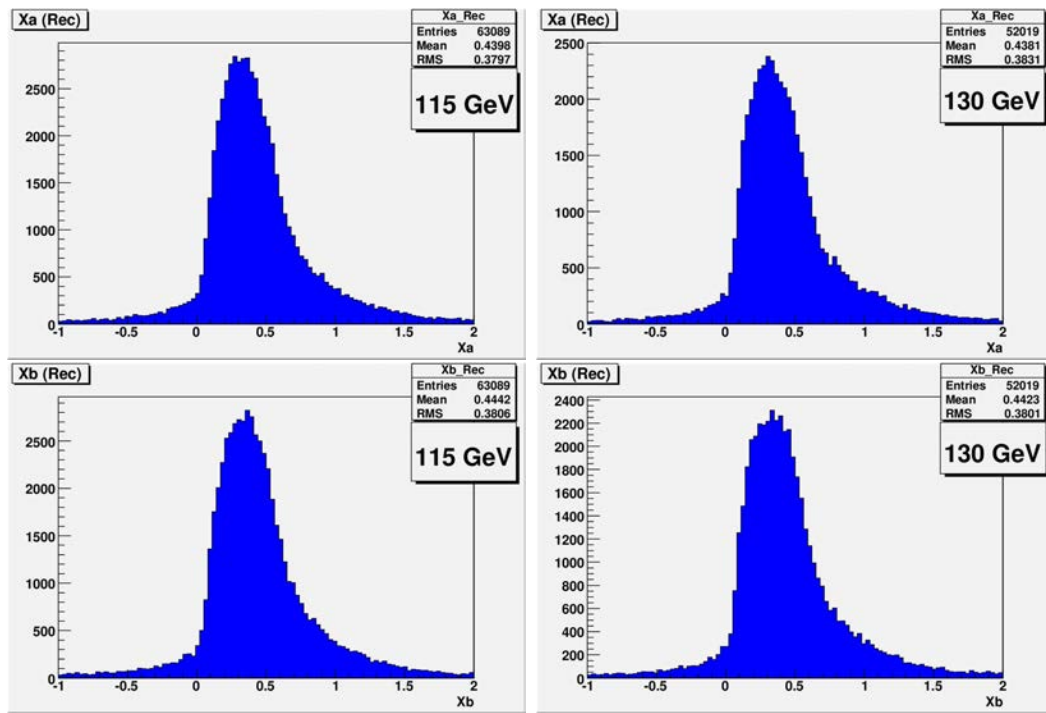 Xa (Rec)
Xa_Rec
Entries 63089
Mean 0.4398
RMS 0.3797
115 GeV
2500
2000
1500
1000
500
0
-1 -0.5 0 0.5 1 1.5 2
Xa
Xa (Rec)
Xa_Rec
Entries 52019
Mean 0.4381
RMS 0.3831
130 GeV
2500
2000
1500
1000
500
0
-1 -0.5 0 0.5 1 1.5 2
Xa
Xb (Rec)
Xb_Rec
Entries 63089
Mean 0.4442
RMS 0.3806
115 GeV
2500
2000
1500
1000
500
0
-1 -0.5 0 0.5 1 1.5 2
Xb
Xb (Rec)
Xb_Rec
Entries 52019
Mean 0.4423
RMS 0.3801
130 GeV
2400
2200
2000
1800
1600
1400
1200
1000
800
600
400
200
0
-1 -0.5 0 0.5 1 1.5 2
Xb